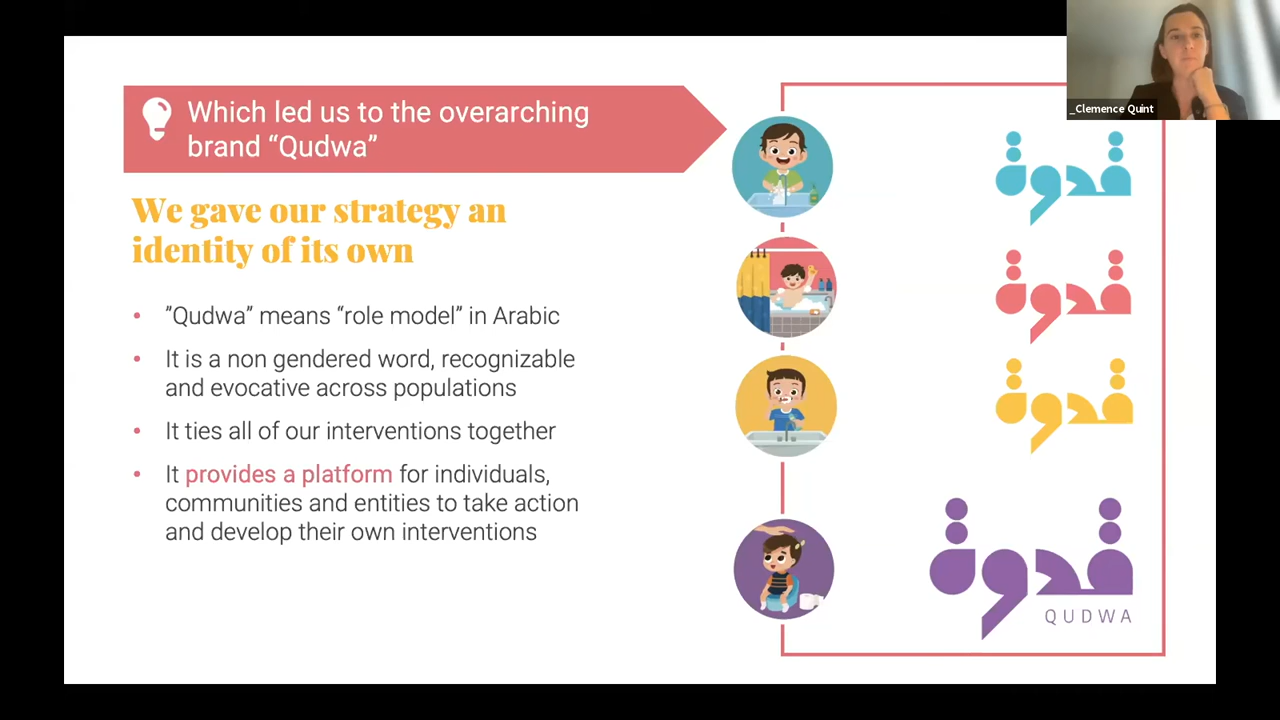 _Clemence Quint
Which led us to the overarching
brand “Qudwa”
We gave our strategy an
identity of its own
• ”Qudwa” means “role model” in Arabic
• It is a non gendered word, recognizable
and evocative across populations
• It ties all of our interventions together
• It provides a platform for individuals,
communities and entities to take action
and develop their own interventions
قدوة
قدوة
قدوة
قدوة
QUDWA